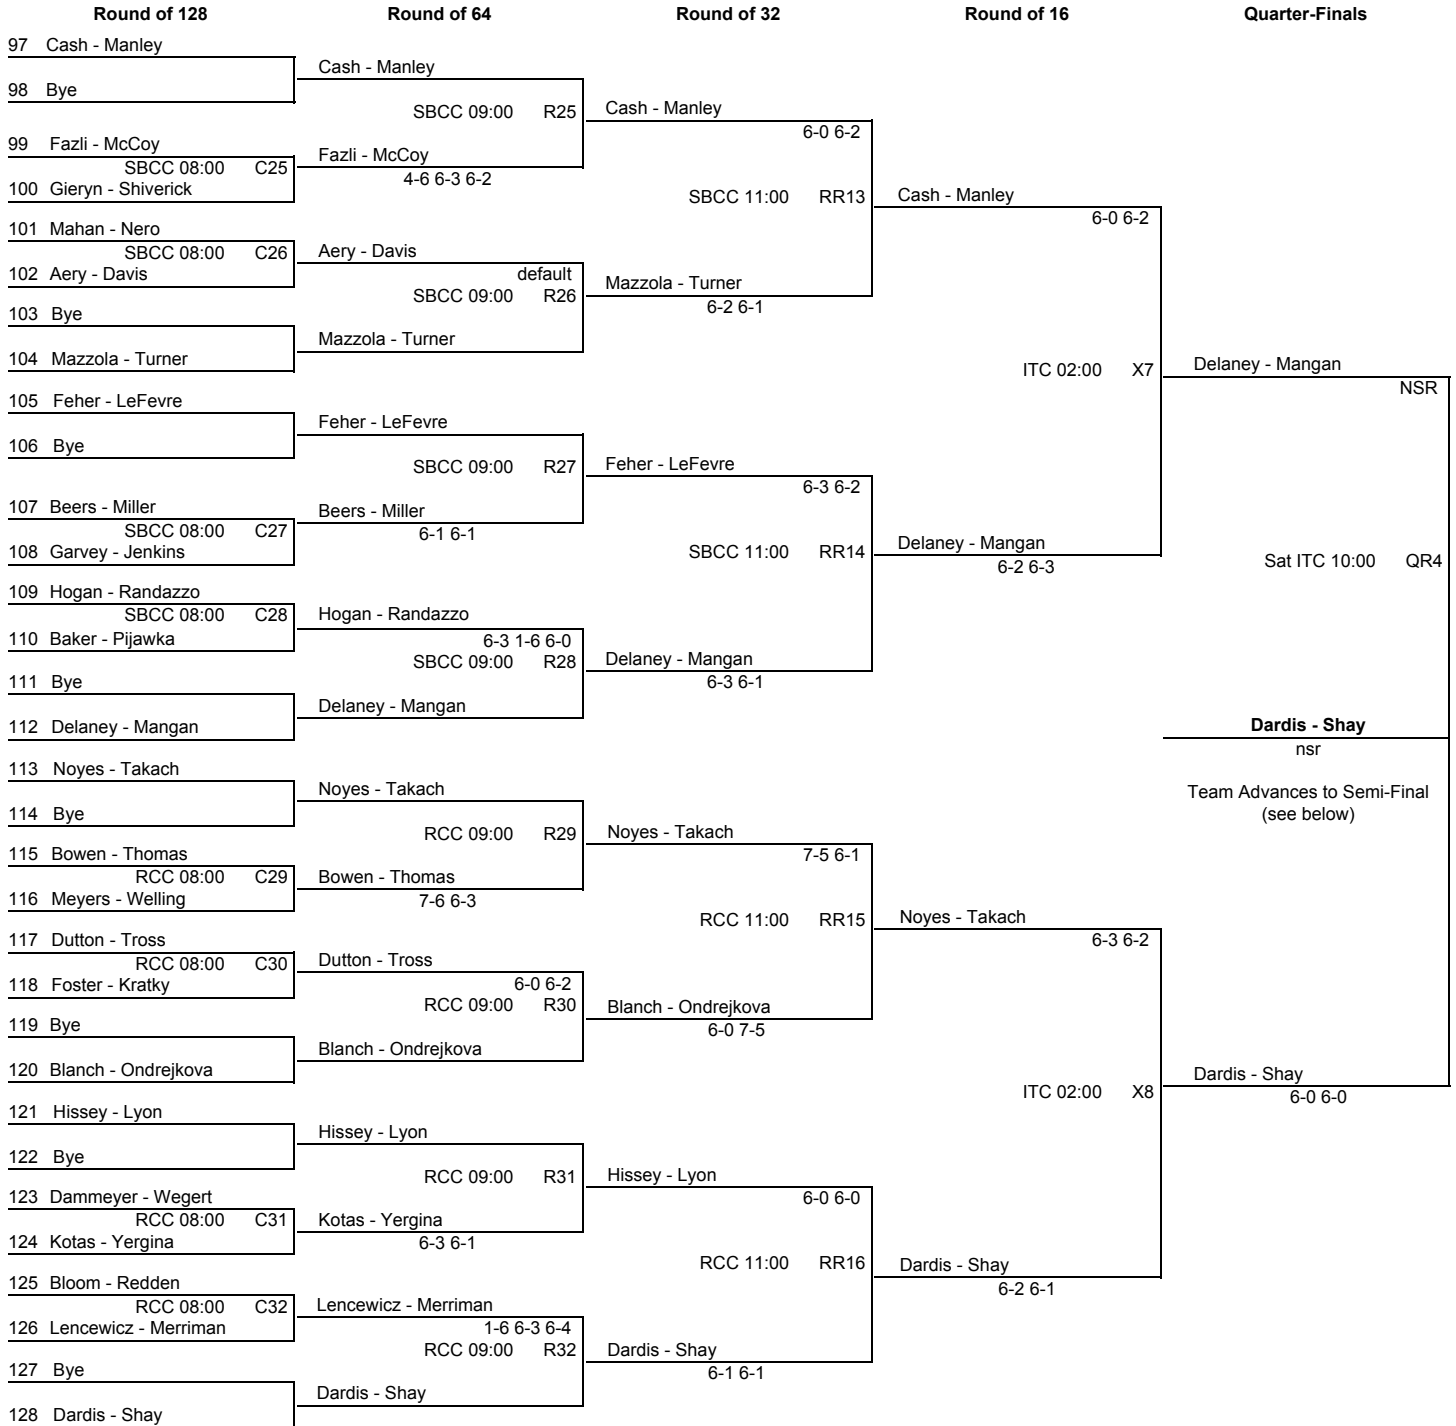 Round of 128 Round of 64 Round of 32 Round of 16 Quarter-Finals
97 Cash - Manley
Cash - Manley
98 Bye
SBCC 09:00 R25
Cash - Manley
6-0 6-2
99 Fazli - McCoy
Fazli - McCoy
SBCC 08:00 C25
4-6 6-3 6-2
100 Gieryn - Shiverick
SBCC 11:00 RR13
Cash - Manley
6-0 6-2
101 Mahan - Nero
SBCC 08:00 C26
Aery - Davis
102 Aery - Davis
default
Mazzola - Turner
SBCC 09:00 R26
6-2 6-1
103 Bye
Mazzola - Turner
104 Mazzola - Turner
ITC 02:00 X7
Delaney - Mangan
NSR
105 Feher - LeFevre
Feher - LeFevre
106 Bye
SBCC 09:00 R27
Feher - LeFevre
6-3 6-2
107 Beers - Miller
Beers - Miller
SBCC 08:00 C27
6-1 6-1
108 Garvey - Jenkins
SBCC 11:00 RR14
Delaney - Mangan
6-2 6-3
Sat ITC 10:00 QR4
109 Hogan - Randazzo
SBCC 08:00 C28
Hogan - Randazzo
110 Baker - Pijawka
6-3 1-6 6-0
SBCC 09:00 R28
Delaney - Mangan
6-3 6-1
111 Bye
Delaney - Mangan
112 Delaney - Mangan
Dardis - Shay
nsr
113 Noyes - Takach
Noyes - Takach
Team Advances to Semi-Final
(see below)
114 Bye
RCC 09:00 R29
Noyes - Takach
7-5 6-1
115 Bowen - Thomas
RCC 08:00 C29
Bowen - Thomas
7-6 6-3
116 Meyers - Welling
RCC 11:00 RR15
Noyes - Takach
6-3 6-2
117 Dutton - Tross
RCC 08:00 C30
Dutton - Tross
118 Foster - Kratky
6-0 6-2
RCC 09:00 R30
Blanch - Ondrejkova
6-0 7-5
119 Bye
Blanch - Ondrejkova
120 Blanch - Ondrejkova
ITC 02:00 X8
Dardis - Shay
6-0 6-0
121 Hissey - Lyon
Hissey - Lyon
122 Bye
RCC 09:00 R31
Hissey - Lyon
6-0 6-0
123 Dammeyer - Wegert
RCC 08:00 C31
Kotas - Yergina
6-3 6-1
124 Kotas - Yergina
RCC 11:00 RR16
Dardis - Shay
6-2 6-1
125 Bloom - Redden
RCC 08:00 C32
Lencewicz - Merriman
126 Lencewicz - Merriman
1-6 6-3 6-4
RCC 09:00 R32
Dardis - Shay
6-1 6-1
127 Bye
Dardis - Shay
128 Dardis - Shay